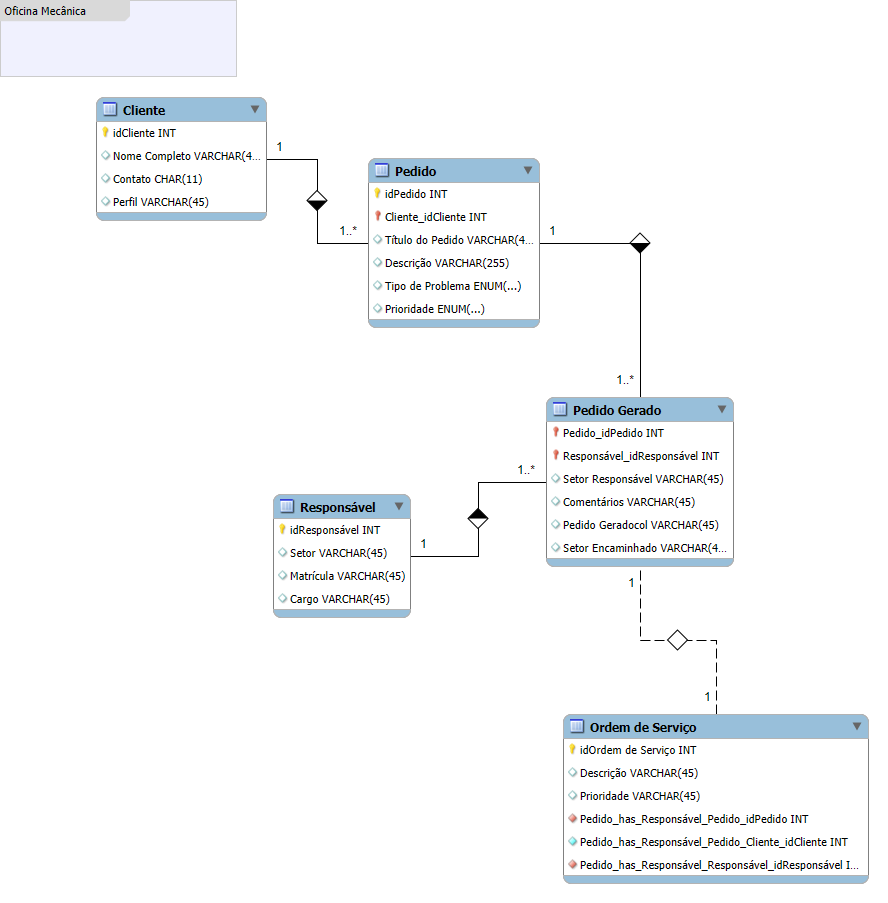 Oficina Mecânica
Cliente
idCliente INT
Nome Completo VARCHAR(4...
Contato CHAR(11)
Perfil VARCHAR(45)
1
1..*
Pedido
idPedido INT
Cliente_idCliente INT
Título do Pedido VARCHAR(4...
Descrição VARCHAR(255)
Tipo de Problema ENUM(...)
Prioridade ENUM(...)
1
1..*
Pedido Gerado
Pedido_idPedido INT
Responsável_idResponsável INT
Setor Responsável VARCHAR(45)
Comentários VARCHAR(45)
Pedido Geradocol VARCHAR(45)
Setor Encaminhado VARCHAR(4...
1..*
1
Responsável
idResponsável INT
Setor VARCHAR(45)
Matrícula VARCHAR(45)
Cargo VARCHAR(45)
1
1
Ordem de Serviço
idOrdem de Serviço INT
Descrição VARCHAR(45)
Prioridade VARCHAR(45)
Pedido_has_Responsável_Pedido_idPedido INT
Pedido_has_Responsável_Pedido_Cliente_idCliente INT
Pedido_has_Responsável_Responsável_idResponsável I...